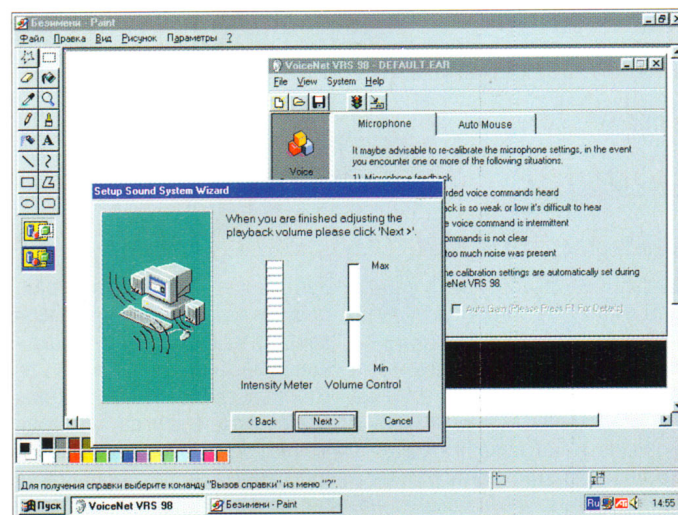 Безимени - Paint
Файл Правка Вид Рисунок Параметры ?
VoiceNet VRS 98 - DEFAULT.EAR
File View System Help
Microphone Auto Mouse
Voice
It maybe advisable to re-calibrate the microphone settings, in the event
you encounter one or more of the following situations.
1) Microphone feedback
rded voice commands heard
ck is so weak or low it's difficult to hear
e voice command is intermittent
ommands is not clear
too much noise was present
he calibration settings are automatically set during
ceNet VRS 98.
Auto Gain (Please Press F1 For Details)
Setup Sound System Wizard
When you are finished adjusting the
playback volume please click 'Next >'.
Max
Min
Intensity Meter Volume Control
< Back Next > Cancel
Для получения справки выберите команду "Вызов справки" из меню "?".
Пуск VoiceNet VRS 98 Безимени - Paint Ru 14:55